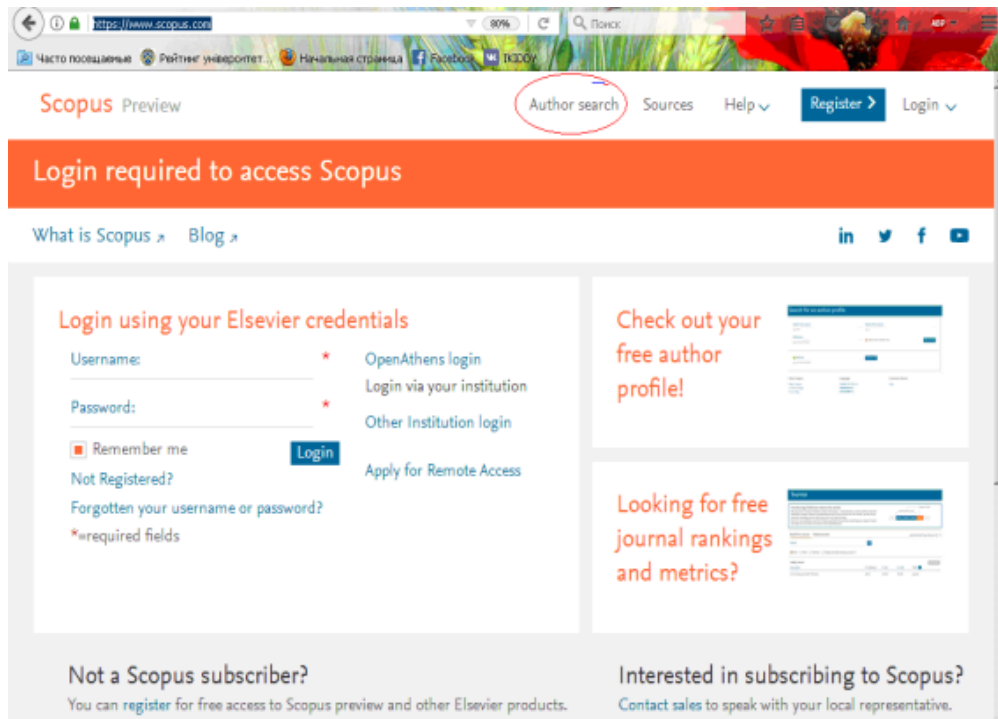 https://www.scopus.com 80% Поиск ABP
Часто посещаемые Рейтинг университет... Начальная страница Facebook
Scopus Preview Author search Sources Help Register Login
Login required to access Scopus
What is Scopus Blog
Login using your Elsevier credentials
Username: *
OpenAthens login
Login via your institution
Password: *
Other Institution login
Remember me
Login
Apply for Remote Access
Not Registered?
Forgotten your username or password?
*=required fields
Check out your
free author
profile!
Looking for free
journal rankings
and metrics?
Not a Scopus subscriber?
You can register for free access to Scopus preview and other Elsevier products.
Interested in subscribing to Scopus?
Contact sales to speak with your local representative.